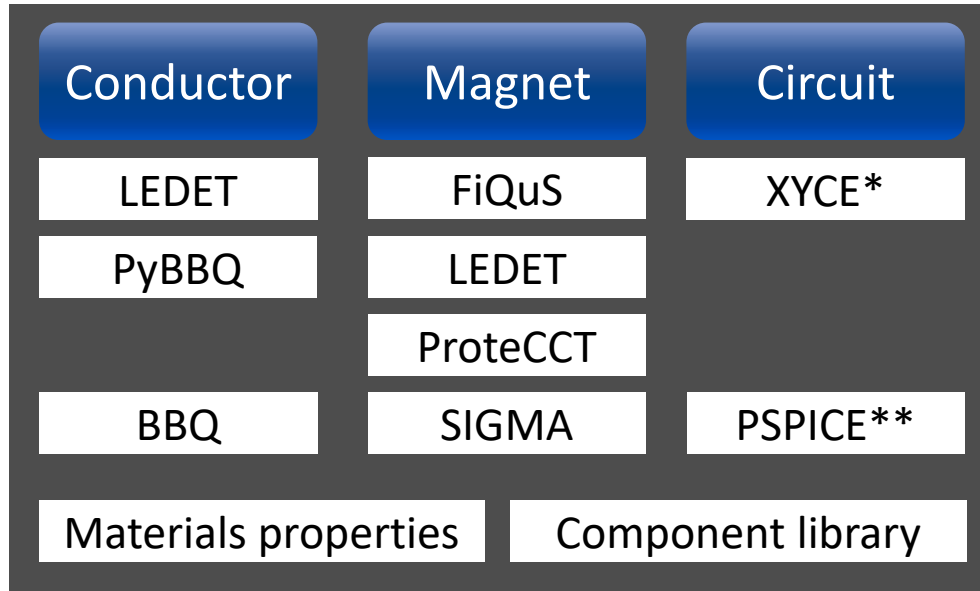 Conductor Magnet Circuit
LEDET FiQuS XYCE*
PyBBQ LEDET
ProteCCT
BBQ SIGMA PSPICE**
Materials properties Component library